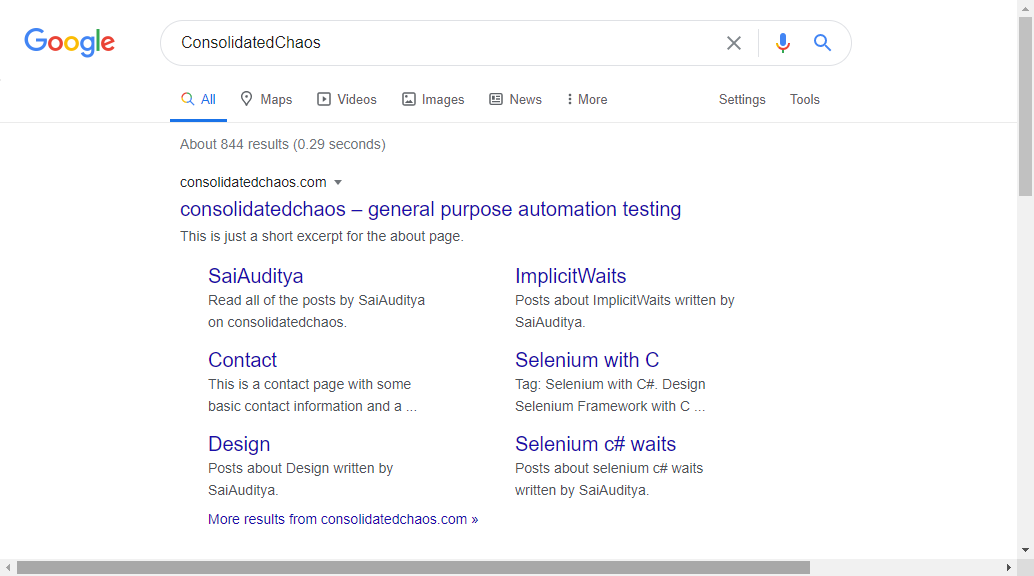 Google
ConsolidatedChaos
All Maps Videos Images News More Settings Tools
About 844 results (0.29 seconds)
consolidatedchaos.com
consolidatedchaos – general purpose automation testing
This is just a short excerpt for the about page.
SaiAuditya
Read all of the posts by SaiAuditya
on consolidatedchaos.
ImplicitWaits
Posts about ImplicitWaits written by
SaiAuditya.
Contact
This is a contact page with some
basic contact information and a ...
Selenium with C
Tag: Selenium with C#. Design
Selenium Framework with C ...
Design
Posts about Design written by
SaiAuditya.
Selenium c# waits
Posts about selenium c# waits
written by SaiAuditya.
More results from consolidatedchaos.com »